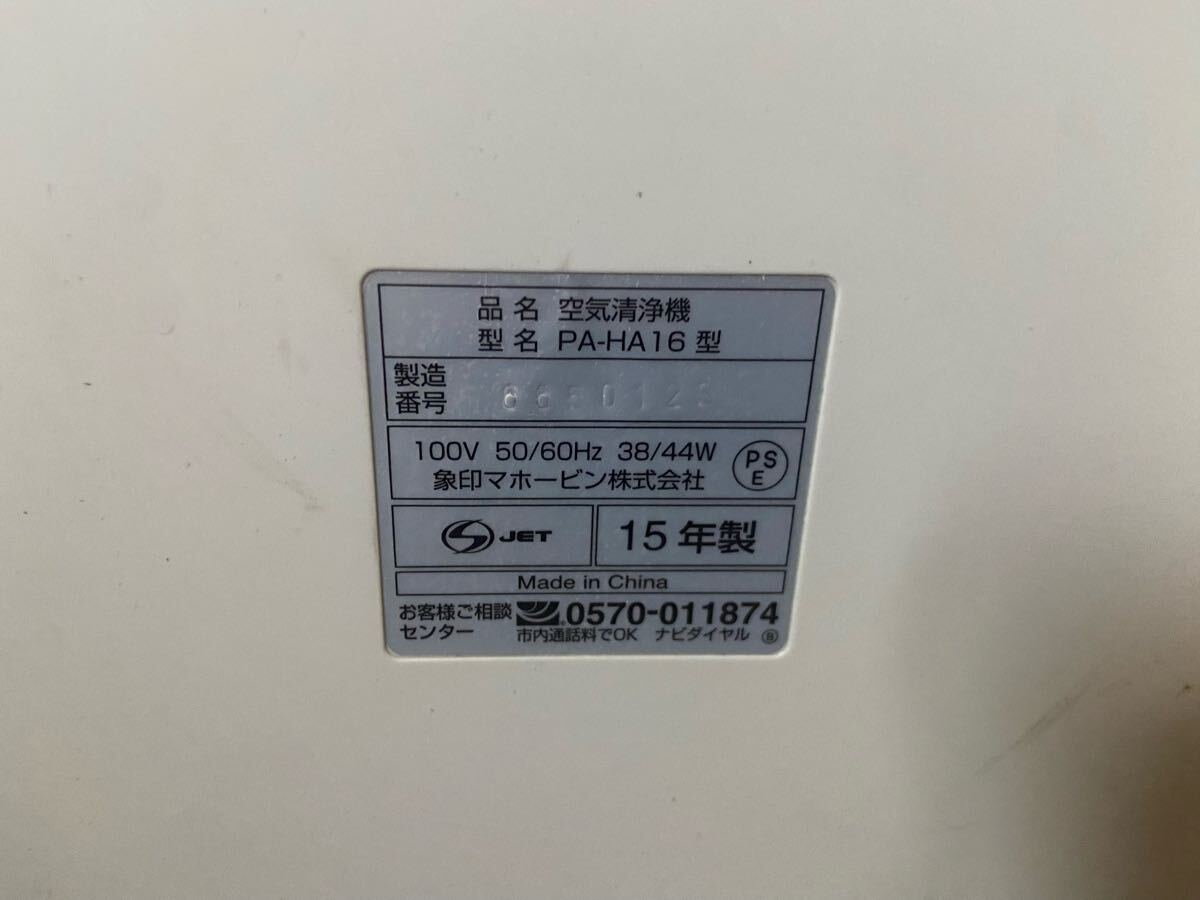 品名 空気清浄機
型名 PA-HA16 型
製造
番号
100V 50/60Hz 38/44W
象印マホービン株式会社
PS
E
JET
15年製
Made in China
お客様ご相談
センター
0570-011874
市内通話料でOK ナビダイヤル Ⓑ